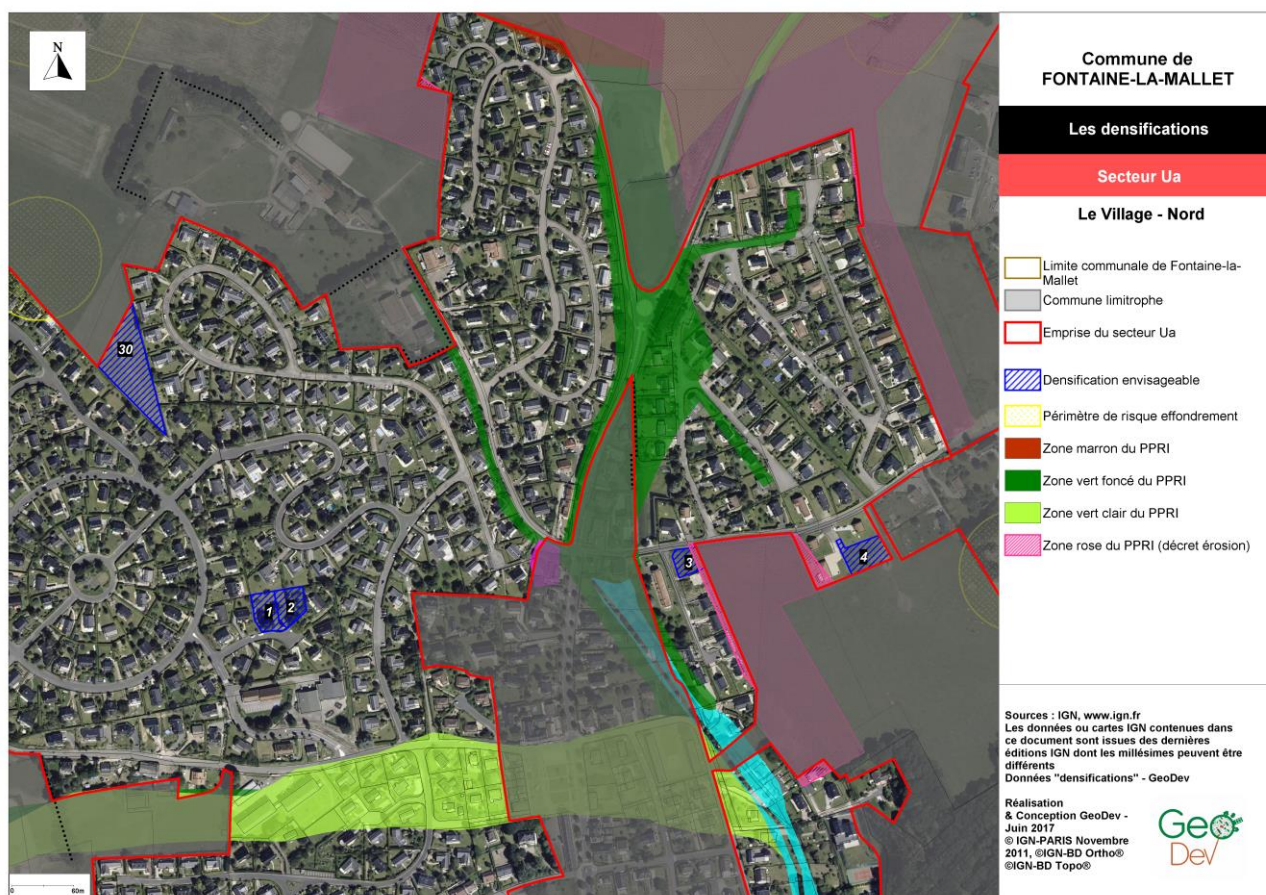 N
30
1
2
3
4
0
60m
Commune de
FONTAINE-LA-MALLET
Les densifications
Secteur Ua
Le Village - Nord
Limite communale de Fontaine-la-
Mallet
Commune limitrophe
Emprise du secteur Ua
Densification envisageable
Périmètre de risque effondrement
Zone marron du PPRI
Zone vert foncé du PPRI
Zone vert clair du PPRI
Zone rose du PPRI (décret érosion)
Sources : IGN, www.ign.fr
Les données ou cartes IGN contenues dans
ce document sont issues des dernières
éditions IGN dont les millésimes peuvent être
différents
Données "densifications" - GeoDev
Réalisation
& Conception GeoDev -
Juin 2017
© IGN-PARIS Novembre
2011, ©IGN-BD Ortho®
©IGN-BD Topo®
Geo
Dev